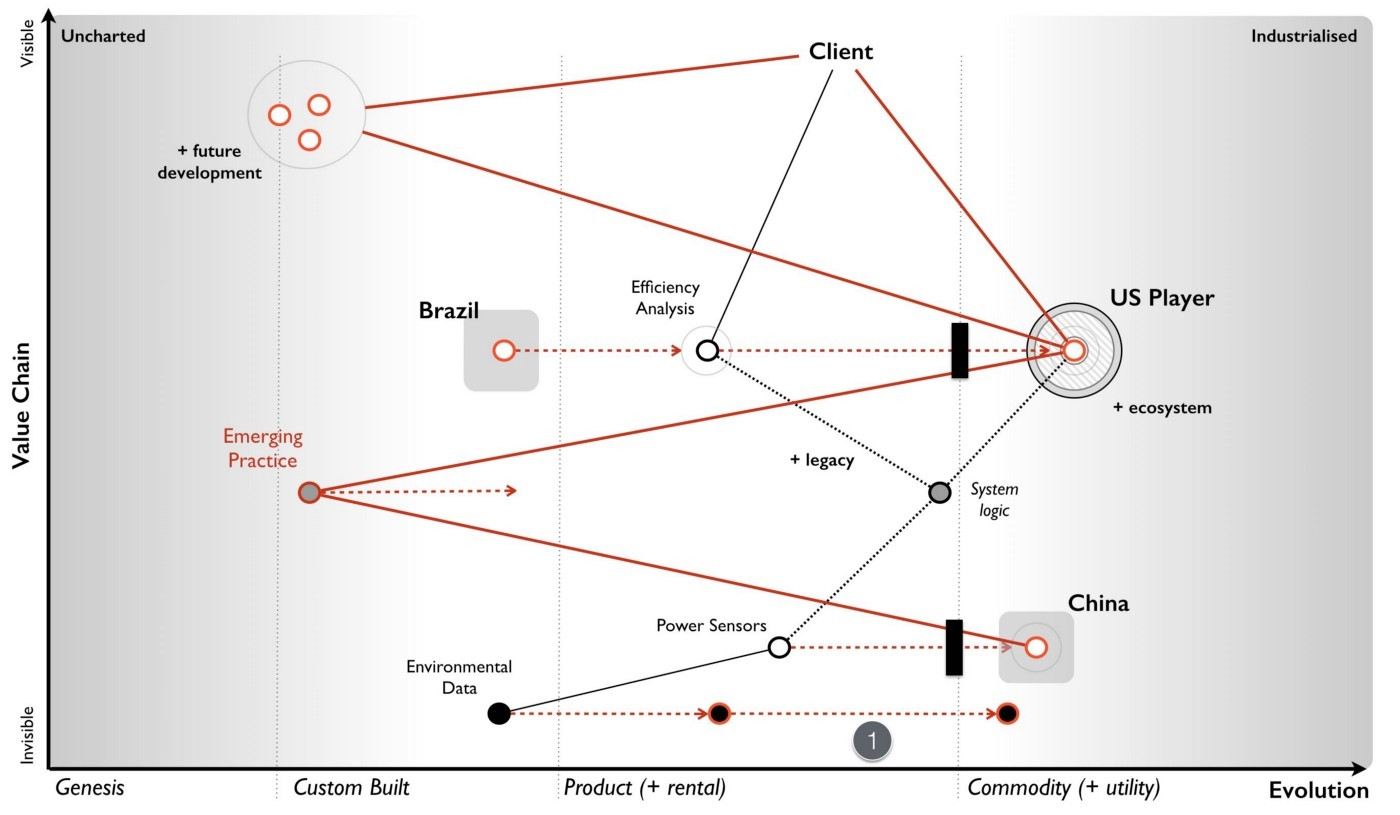 Visible
Uncharted
Client
Industrialised
+ future
development
Efficiency
Analysis
Brazil
US Player
+ ecosystem
Value Chain
Emerging
Practice
+ legacy
System
logic
China
Power Sensors
Environmental
Data
Invisible
1
Genesis
Custom Built
Product (+ rental)
Commodity (+ utility)
Evolution